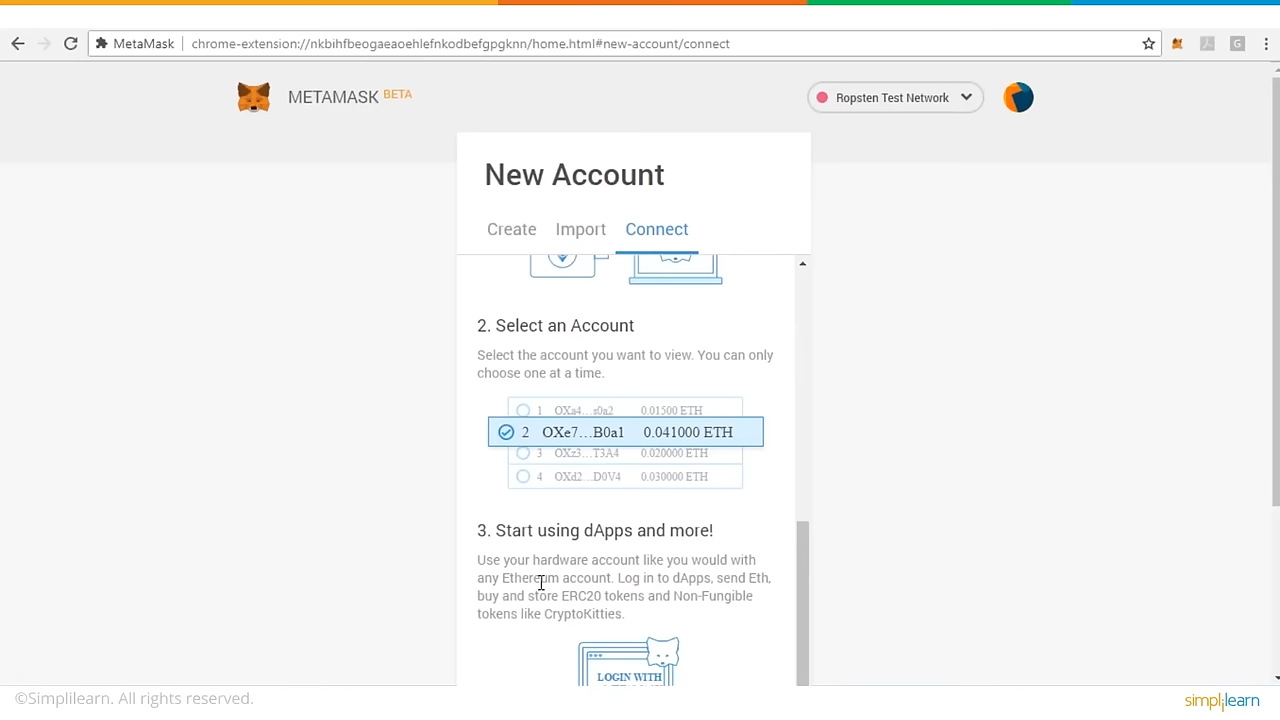 MetaMask
chrome-extension://nkbihfbeogaeaoehlefnkodbefgpgknn/home.html#new-account/connect
G
METAMASK BETA
Ropsten Test Network
New Account
Create Import Connect
2. Select an Account
Select the account you want to view. You can only
choose one at a time.
1 OXa4...s0a2 0.01500 ETH
2 OXe7...B0a1 0.041000 ETH
3 OXz3...T3A4 0.020000 ETH
4 OXd2...D0V4 0.030000 ETH
3. Start using dApps and more!
Use your hardware account like you would with
any Ethereum account. Log in to dApps, send Eth,
buy and store ERC20 tokens and Non-Fungible
tokens like CryptoKitties.
LOGIN WITH
©Simplilearn. All rights reserved.
simplilearn